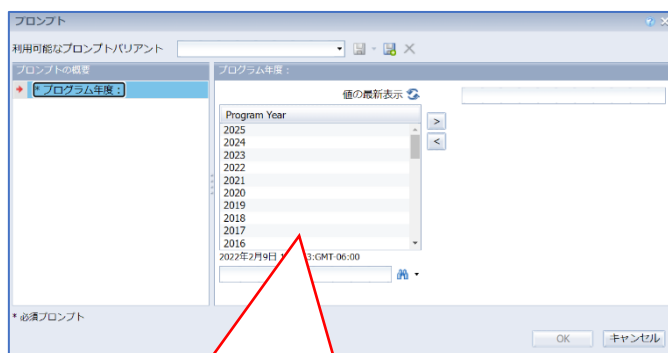 プロンプト
利用可能なプロンプトバリアント
プロンプトの概要
プログラム年度：
* プログラム年度：
値の最新表示
Program Year
>
2025
2024
<
2023
2022
2021
2020
2019
2018
2017
2016
2022年2月9日 3:GMT-06:00
* 必須プロンプト
OK
キャンセル